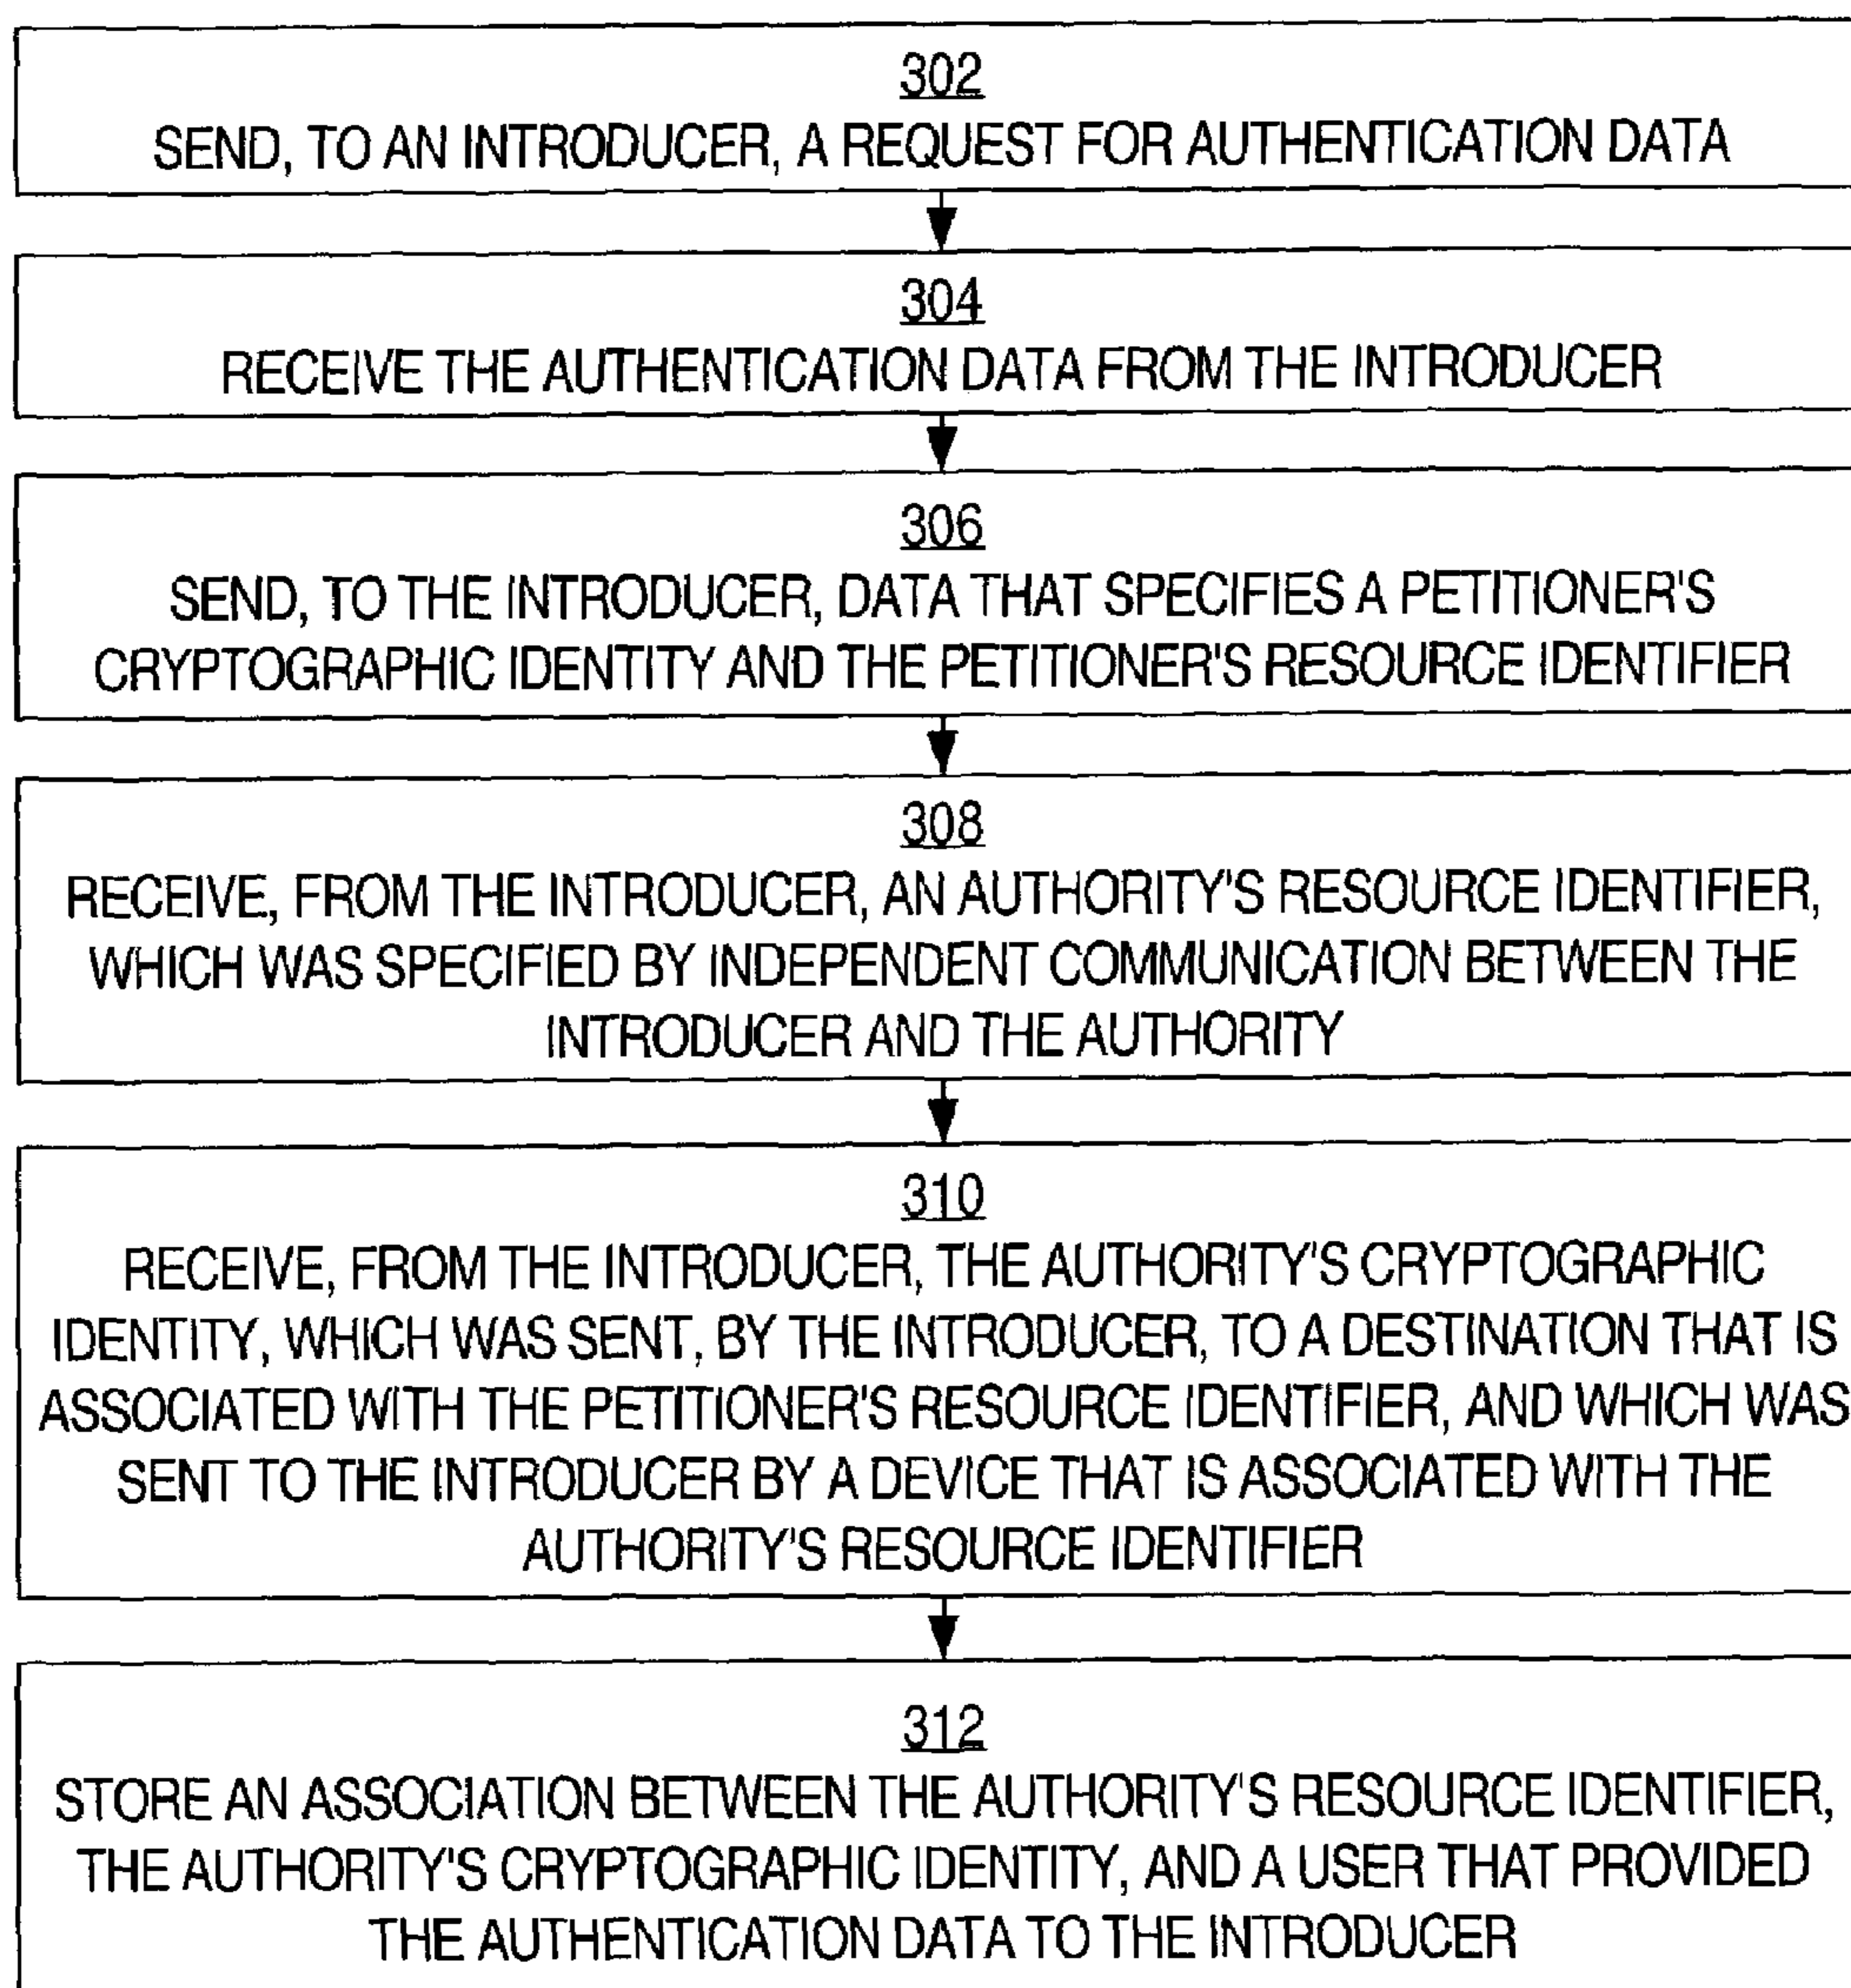 302
SEND, TO AN INTRODUCER, A REQUEST FOR AUTHENTICATION DATA
304
RECEIVE THE AUTHENTICATION DATA FROM THE INTRODUCER
306
SEND, TO THE INTRODUCER, DATA THAT SPECIFIES A PETITIONER'S
CRYPTOGRAPHIC IDENTITY AND THE PETITIONER'S RESOURCE IDENTIFIER
308
RECEIVE, FROM THE INTRODUCER, AN AUTHORITY'S RESOURCE IDENTIFIER,
WHICH WAS SPECIFIED BY INDEPENDENT COMMUNICATION BETWEEN THE
INTRODUCER AND THE AUTHORITY
310
RECEIVE, FROM THE INTRODUCER, THE AUTHORITY'S CRYPTOGRAPHIC
IDENTITY, WHICH WAS SENT, BY THE INTRODUCER, TO A DESTINATION THAT IS
ASSOCIATED WITH THE PETITIONER'S RESOURCE IDENTIFIER, AND WHICH WAS
SENT TO THE INTRODUCER BY A DEVICE THAT IS ASSOCIATED WITH THE
AUTHORITY'S RESOURCE IDENTIFIER
312
STORE AN ASSOCIATION BETWEEN THE AUTHORITY'S RESOURCE IDENTIFIER,
THE AUTHORITY'S CRYPTOGRAPHIC IDENTITY, AND A USER THAT PROVIDED
THE AUTHENTICATION DATA TO THE INTRODUCER